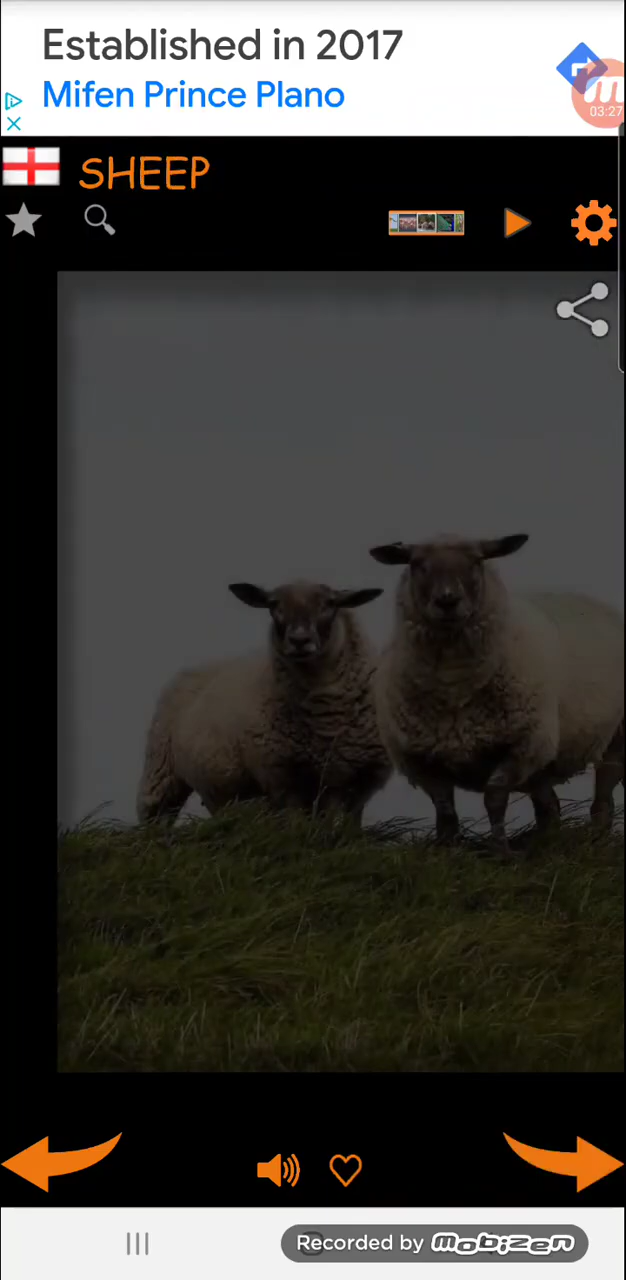 Established in 2017
Mifen Prince Plano
03:27
SHEEP
Recorded by mobizen